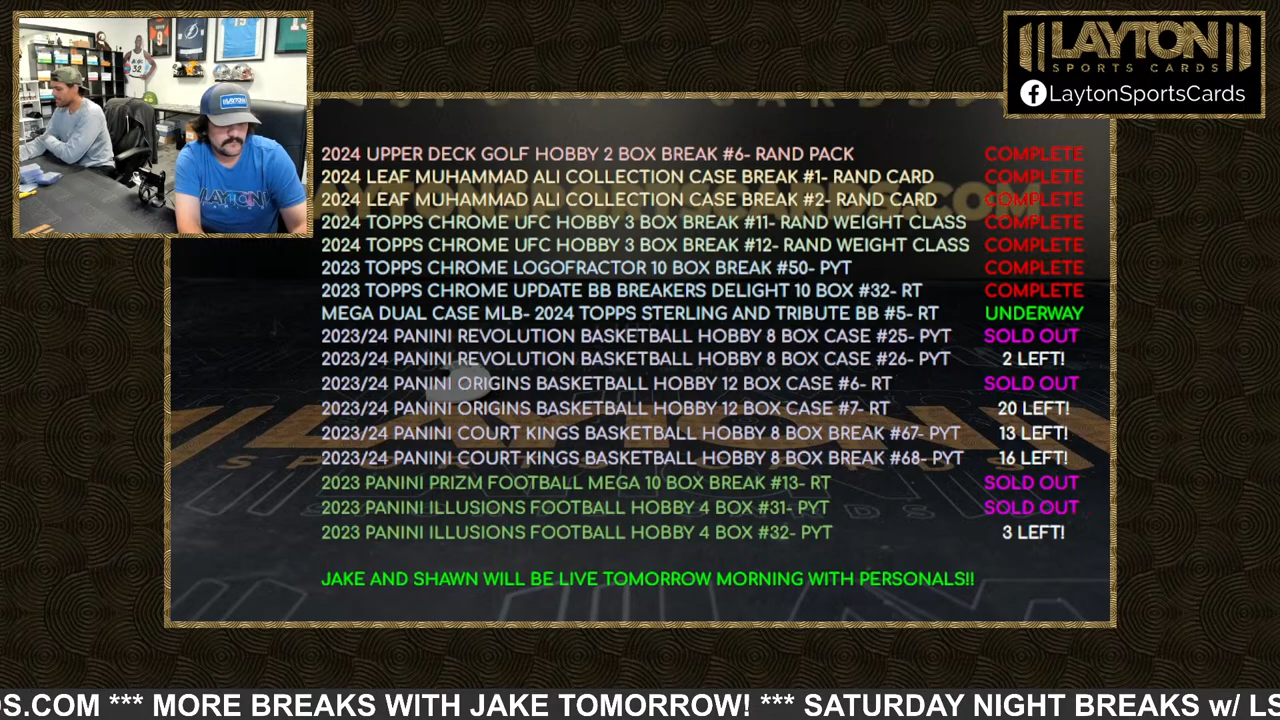 LAYTON
SPORTS CARDS
LaytonSportsCards
2024 UPPER DECK GOLF HOBBY 2 BOX BREAK #6- RAND PACK COMPLETE
2024 LEAF MUHAMMAD ALI COLLECTION CASE BREAK #1- RAND CARD COMPLETE
2024 LEAF MUHAMMAD ALI COLLECTION CASE BREAK #2- RAND CARD COMPLETE
2024 TOPPS CHROME UFC HOBBY 3 BOX BREAK #11- RAND WEIGHT CLASS COMPLETE
2024 TOPPS CHROME UFC HOBBY 3 BOX BREAK #12- RAND WEIGHT CLASS COMPLETE
2023 TOPPS CHROME LOGOFRACTOR 10 BOX BREAK #50- PYT COMPLETE
2023 TOPPS CHROME UPDATE BB BREAKERS DELIGHT 10 BOX #32- RT COMPLETE
MEGA DUAL CASE MLB- 2024 TOPPS STERLING AND TRIBUTE BB #5- RT UNDERWAY
2023/24 PANINI REVOLUTION BASKETBALL HOBBY 8 BOX CASE #25- PYT SOLD OUT
2023/24 PANINI REVOLUTION BASKETBALL HOBBY 8 BOX CASE #26- PYT 2 LEFT!
2023/24 PANINI ORIGINS BASKETBALL HOBBY 12 BOX CASE #6- RT SOLD OUT
2023/24 PANINI ORIGINS BASKETBALL HOBBY 12 BOX CASE #7- RT 20 LEFT!
2023/24 PANINI COURT KINGS BASKETBALL HOBBY 8 BOX BREAK #67- PYT 13 LEFT!
2023/24 PANINI COURT KINGS BASKETBALL HOBBY 8 BOX BREAK #68- PYT 16 LEFT!
2023 PANINI PRIZM FOOTBALL MEGA 10 BOX BREAK #13- RT SOLD OUT
2023 PANINI ILLUSIONS FOOTBALL HOBBY 4 BOX #31- PYT SOLD OUT
2023 PANINI ILLUSIONS FOOTBALL HOBBY 4 BOX #32- PYT 3 LEFT!
JAKE AND SHAWN WILL BE LIVE TOMORROW MORNING WITH PERSONALS!!
DS.COM *** MORE BREAKS WITH JAKE TOMORROW! *** SATURDAY NIGHT BREAKS w/ LS